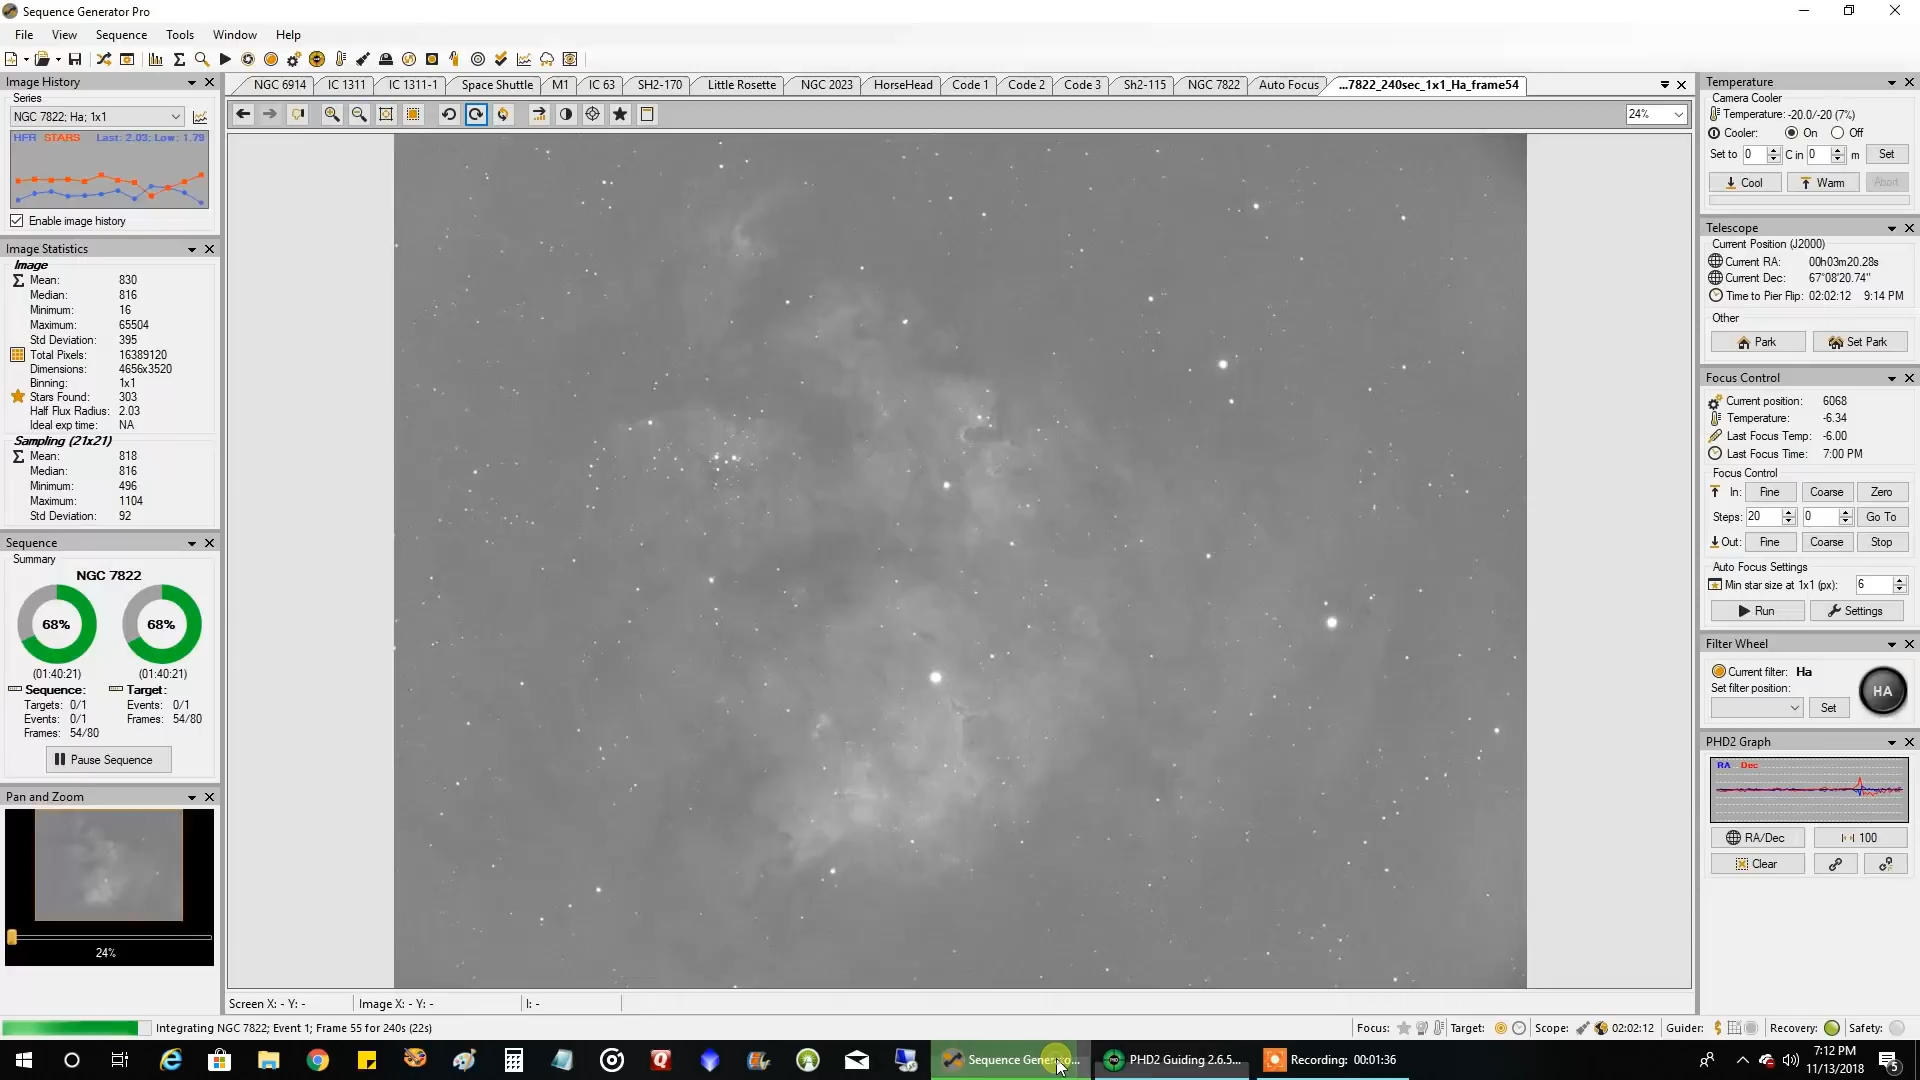 Sequence Generator Pro
File View Sequence Tools Window Help
Image History
Series
NGC 7822; Ha; 1x1
HFR STARS Last: 2.03; Low: 1.79
Enable image history
Image Statistics
Image
Mean: 830
Median: 816
Minimum: 16
Maximum: 65504
Std Deviation: 395
Total Pixels: 16389120
Dimensions: 4656x3520
Binning: 1x1
Stars Found: 303
Half Flux Radius: 2.03
Ideal exp time: NA
Sampling (21x21)
Mean: 818
Median: 816
Minimum: 496
Maximum: 1104
Std Deviation: 92
Sequence
Summary
NGC 7822
68% 68%
(01:40:21) (01:40:21)
Sequence: Target:
Targets: 0/1 Events: 0/1
Events: 0/1 Frames: 54/80
Frames: 54/80
Pause Sequence
Pan and Zoom
24%
NGC 6914 IC 1311 IC 1311-1 Space Shuttle M1 IC 63 SH2-170 Little Rosette NGC 2023 HorseHead Code 1 Code 2 Code 3 Sh2-115 NGC 7822 Auto Focus ...7822_240sec_1x1_Ha_frame54
24%
Screen X: - Y: - Image X: - Y: - I: -
Temperature
Camera Cooler
Temperature: -20.0/-20 (7%)
Cooler: On Off
Set to 0 C in 0 m Set
Cool Warm Abort
Telescope
Current Position (J2000)
Current RA: 00h03m20.28s
Current Dec: 67°08'20.74"
Time to Pier Flip: 02:02:12 9:14 PM
Other
Park Set Park
Focus Control
Current position: 6068
Temperature: -6.34
Last Focus Temp: -6.00
Last Focus Time: 7:00 PM
Focus Control
In: Fine Coarse Zero
Steps: 20 0 Go To
Out: Fine Coarse Stop
Auto Focus Settings
Min star size at 1x1 (px): 6
Run Settings
Filter Wheel
Current filter: Ha
Set filter position:
Set
HA
PHD2 Graph
RA Dec
RA/Dec 100
Clear
Integrating NGC 7822; Event 1; Frame 55 for 240s (22s)
Focus: Target: Scope: 02:02:12 Guider: Recovery: Safety:
Sequence Generato... PHD2 Guiding 2.6.5... Recording: 00:01:36
7:12 PM
11/13/2018
5